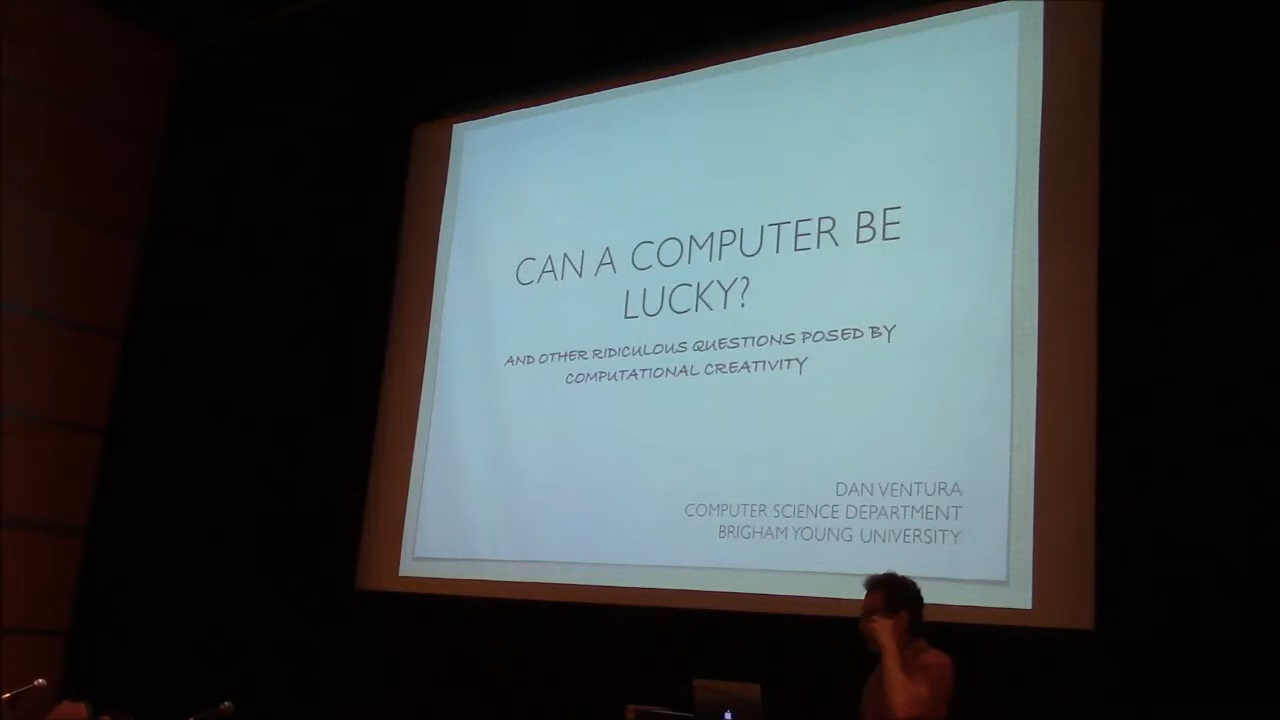 CAN A COMPUTER BE
LUCKY?
AND OTHER RIDICULOUS QUESTIONS POSED BY
COMPUTATIONAL CREATIVITY
DAN VENTURA
COMPUTER SCIENCE DEPARTMENT
BRIGHAM YOUNG UNIVERSITY